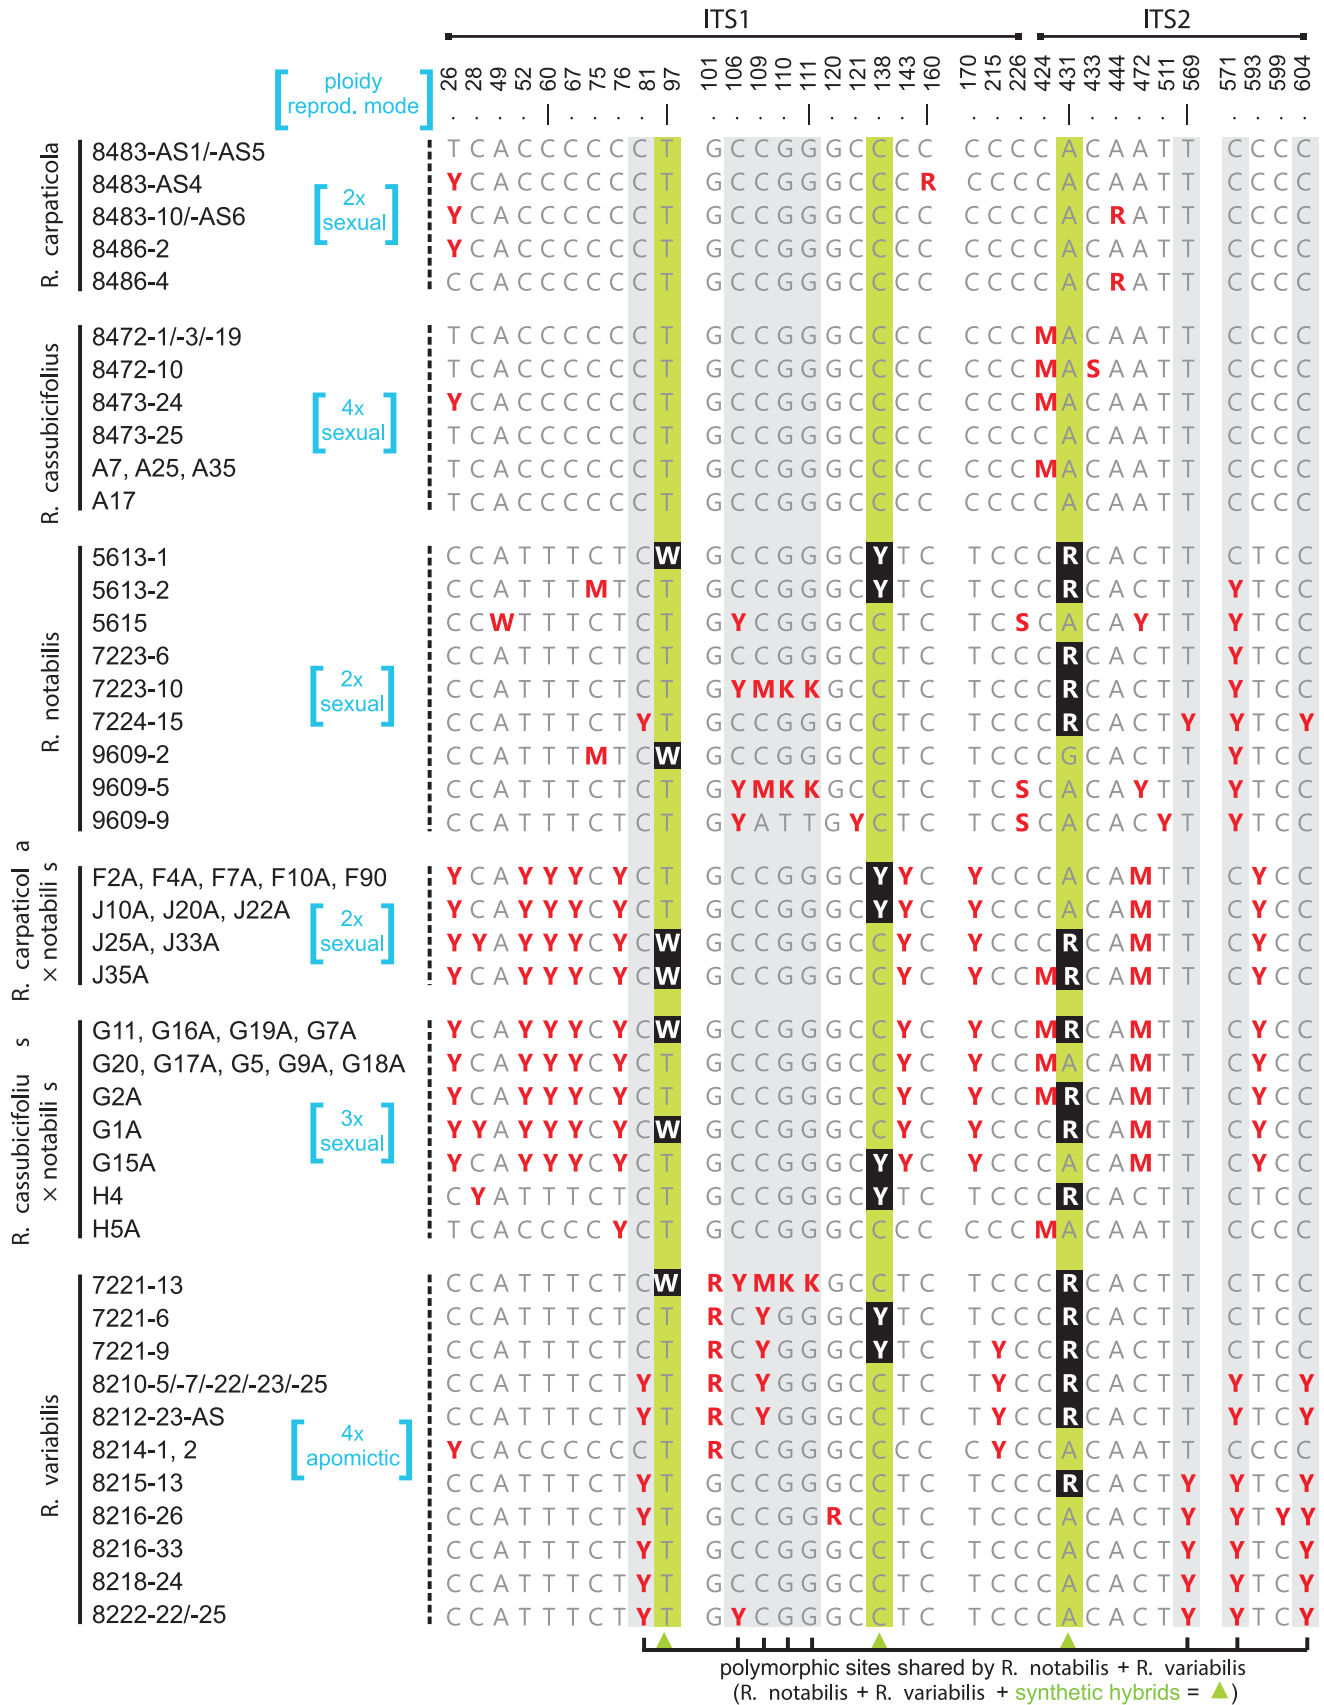 ITS1 ITS2
ploidy
reprod. mode
26 28 49 52 60 67 75 76 81 97 101 106 109 110 111 120 121 138 143 160 170 215 226 424 431 433 444 472 511 569 571 593 599 604
R. carpaticola
2x
sexual
8483-AS1/-AS5 T C A C C C C C C T G C C G G G C C C C C C C C A C A A T T C C C C
8483-AS4 Y C A C C C C C C T G C C G G G C C C R C C C C A C A A T T C C C C
8483-10/-AS6 Y C A C C C C C C T G C C G G G C C C C C C C C A C R A T T C C C C
8486-2 Y C A C C C C C C T G C C G G G C C C C C C C C A C A A T T C C C C
8486-4 C C A C C C C C C T G C C G G G C C C C C C C C A C R A T T C C C C
R. cassubicifolius
4x
sexual
8472-1/-3/-19 T C A C C C C C C T G C C G G G C C C C C C C M A C A A T T C C C C
8472-10 T C A C C C C C C T G C C G G G C C C C C C C M A S A A T T C C C C
8473-24 Y C A C C C C C C T G C C G G G C C C C C C C M A C A A T T C C C C
8473-25 T C A C C C C C C T G C C G G G C C C C C C C C A C A A T T C C C C
A7, A25, A35 T C A C C C C C C T G C C G G G C C C C C C C M A C A A T T C C C C
A17 T C A C C C C C C T G C C G G G C C C C C C C C A C A A T T C C C C
R. notabilis
2x
sexual
5613-1 C C A T T T C T C W G C C G G G C Y T C T C C C R C A C T T C T C C
5613-2 C C A T T T M T C T G C C G G G C Y T C T C C C R C A C T T Y T C C
5615 C C W T T T C T C T G Y C G G G C C T C T C S C A C A Y T T Y T C C
7223-6 C C A T T T C T C T G C C G G G C C T C T C C C R C A C T T Y T C C
7223-10 C C A T T T C T C T G Y M K K G C C T C T C C C R C A C T T Y T C C
7224-15 C C A T T T C T Y T G C C G G G C C T C T C C C R C A C T Y Y T C Y
9609-2 C C A T T T M T C W G C C G G G C C T C T C C C G C A C T T Y T C C
9609-5 C C A T T T C T C T G Y M K K G C C T C T C S C A C A Y T T Y T C C
9609-9 C C A T T T C T C T G Y A T T G Y C T C T C S C A C A C Y T Y T C C
R. carpaticol a
× notabili s
2x
sexual
F2A, F4A, F7A, F10A, F90 Y C A Y Y Y C Y C T G C C G G G C Y Y C Y C C C A C A M T T C Y C C
J10A, J20A, J22A Y C A Y Y Y C Y C T G C C G G G C Y Y C Y C C C A C A M T T C Y C C
J25A, J33A Y Y A Y Y Y C Y C W G C C G G G C C Y C Y C C C R C A M T T C Y C C
J35A Y C A Y Y Y C Y C W G C C G G G C C Y C Y C C M R C A M T T C Y C C
R. cassubicifoliu s
× notabili s
3x
sexual
G11, G16A, G19A, G7A Y C A Y Y Y C Y C W G C C G G G C C Y C Y C C M R C A M T T C Y C C
G20, G17A, G5, G9A, G18A Y C A Y Y Y C Y C T G C C G G G C C Y C Y C C M A C A M T T C Y C C
G2A Y C A Y Y Y C Y C T G C C G G G C C Y C Y C C M R C A M T T C Y C C
G1A Y Y A Y Y Y C Y C W G C C G G G C C Y C Y C C C R C A M T T C Y C C
G15A Y C A Y Y Y C Y C T G C C G G G C Y Y C Y C C C A C A M T T C Y C C
H4 C Y A T T T C T C T G C C G G G C Y T C T C C C R C A C T T C T C C
H5A T C A C C C C Y C T G C C G G G C C C C C C C M A C A A T T C C C C
R. variabilis
4x
apomictic
7221-13 C C A T T T C T C W R Y M K K G C C T C T C C C R C A C T T C T C C
7221-6 C C A T T T C T C T R C Y G G G C Y T C T C C C R C A C T T C T C C
7221-9 C C A T T T C T C T R C Y G G G C Y T C T Y C C R C A C T T C T C C
8210-5/-7/-22/-23/-25 C C A T T T C T Y T R C Y G G G C C T C T Y C C R C A C T T Y T C Y
8212-23-AS C C A T T T C T Y T R C Y G G G C C T C T Y C C R C A C T T Y T C Y
8214-1, 2 Y C A C C C C C C T R C C G G G C C C C C Y C C A C A A T T C C C C
8215-13 C C A T T T C T Y T G C C G G G C C T C T C C C R C A C T Y Y T C Y
8216-26 C C A T T T C T Y T G C C G G R C C T C T C C C A C A C T Y Y T Y Y
8216-33 C C A T T T C T Y T G C C G G G C C T C T C C C A C A C T Y Y T C Y
8218-24 C C A T T T C T Y T G C C G G G C C T C T C C C A C A C T Y Y T C Y
8222-22/-25 C C A T T T C T Y T G Y C G G G C C T C T C C C A C A C T Y Y T C Y
polymorphic sites shared by R. notabilis + R. variabilis
(R. notabilis + R. variabilis + synthetic hybrids = ▲)